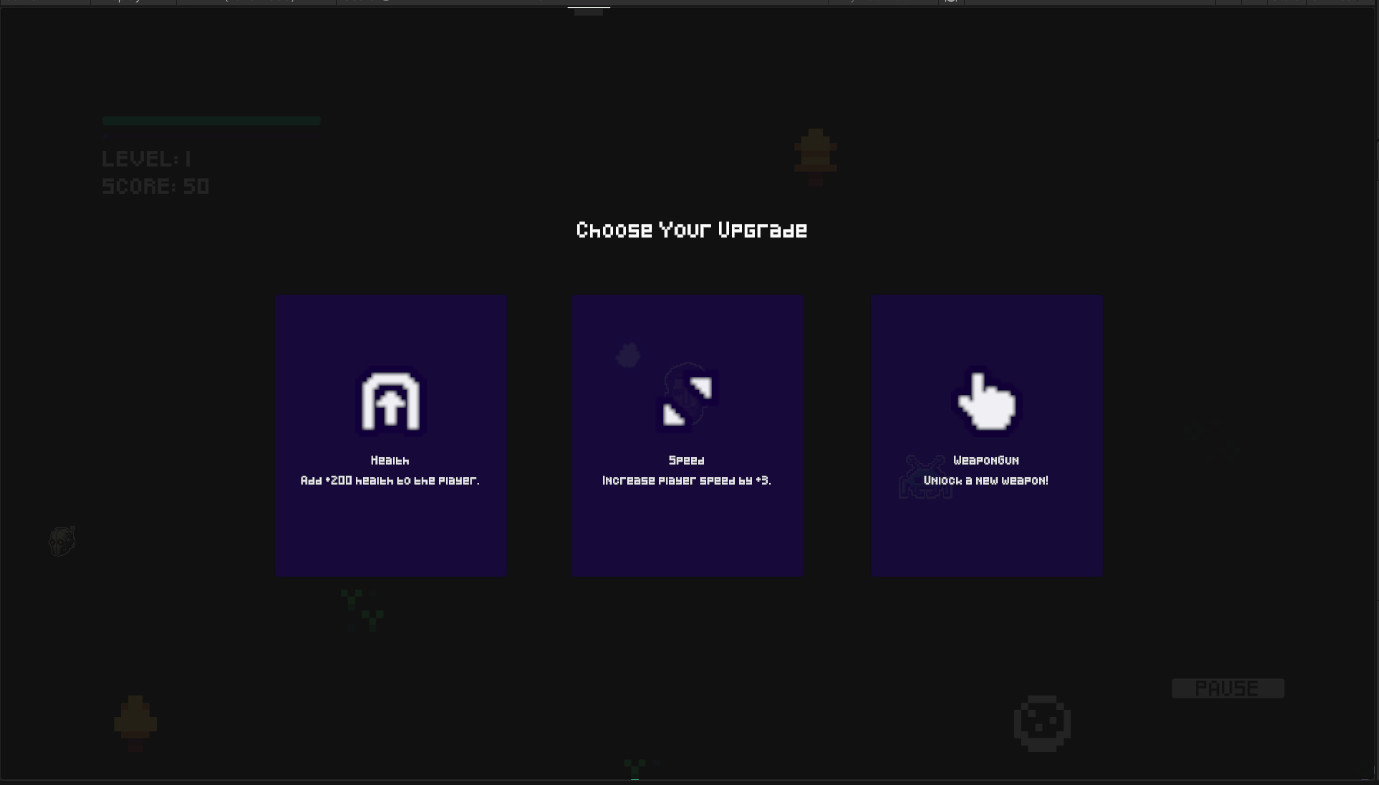 LEVEL: 1
SCORE: 50
Choose Your Upgrade
Health
Add +200 health to the player.
Speed
Increase player speed by +3.
WeaponGun
Unlock a new weapon!
PAUSE